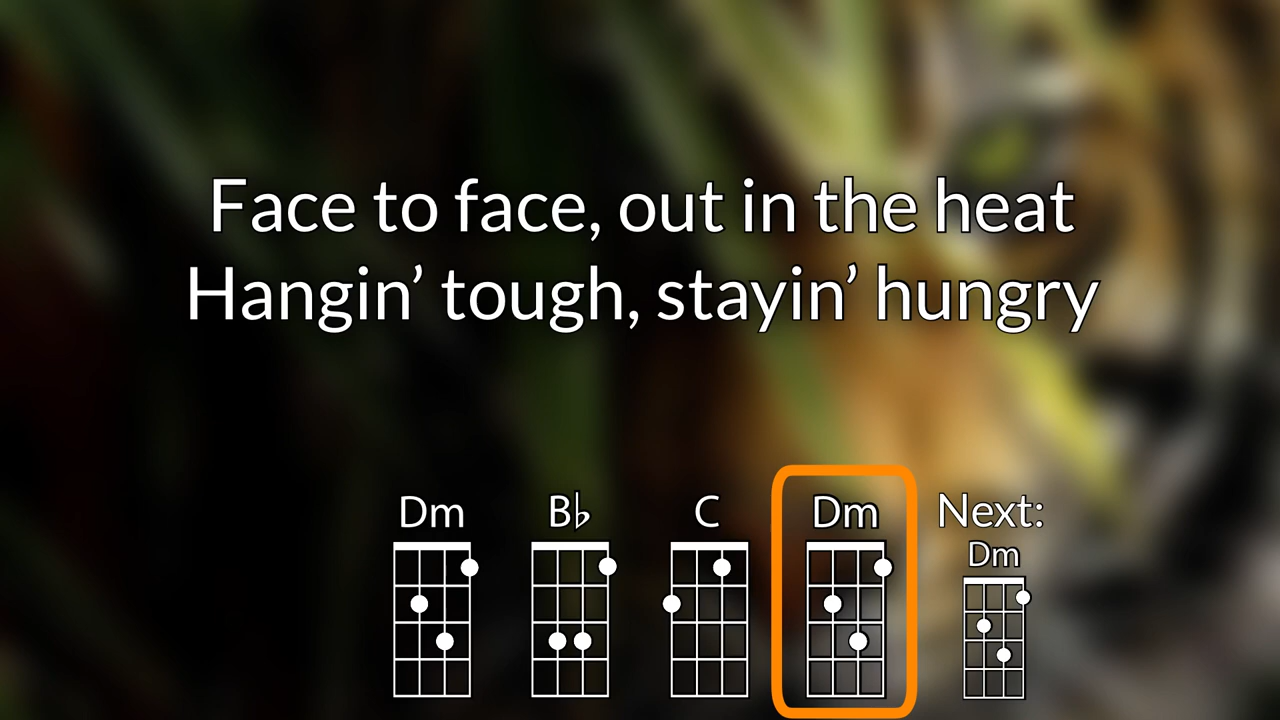 Face to face, out in the heat
Hangin’ tough, stayin’ hungry
Dm B♭ C Dm Next:
Dm